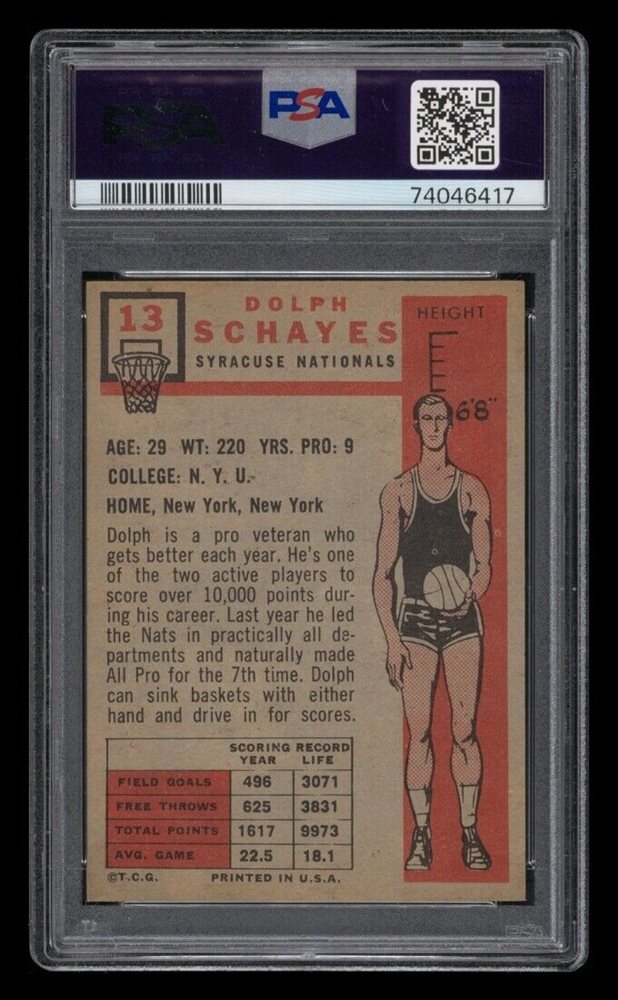 PSA
PSA
74046417
13
DOLPH
SCHAYES
SYRACUSE NATIONALS
HEIGHT
6'8"
AGE: 29 WT: 220 YRS. PRO: 9
COLLEGE: N. Y. U.
HOME, New York, New York
Dolph is a pro veteran who
gets better each year. He's one
of the two active players to
score over 10,000 points dur-
ing his career. Last year he led
the Nats in practically all de-
partments and naturally made
All Pro for the 7th time. Dolph
can sink baskets with either
hand and drive in for scores.
SCORING RECORD
YEAR LIFE
FIELD GOALS 496 3071
FREE THROWS 625 3831
TOTAL POINTS 1617 9973
AVG. GAME 22.5 18.1
©T.C.G. PRINTED IN U.S.A.
PSA